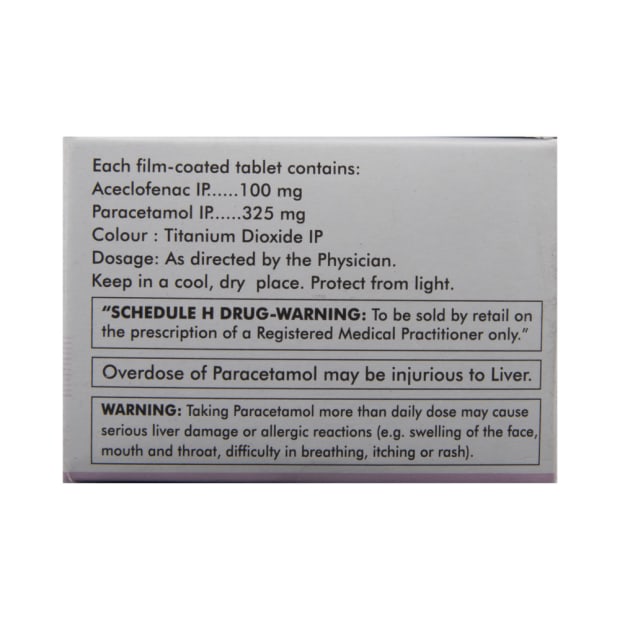 Each film-coated tablet contains:
Aceclofenac IP......100 mg
Paracetamol IP......325 mg
Colour : Titanium Dioxide IP
Dosage: As directed by the Physician.
Keep in a cool, dry place. Protect from light.
“SCHEDULE H DRUG-WARNING: To be sold by retail on
the prescription of a Registered Medical Practitioner only.”
Overdose of Paracetamol may be injurious to Liver.
WARNING: Taking Paracetamol more than daily dose may cause
serious liver damage or allergic reactions (e.g. swelling of the face,
mouth and throat, difficulty in breathing, itching or rash).